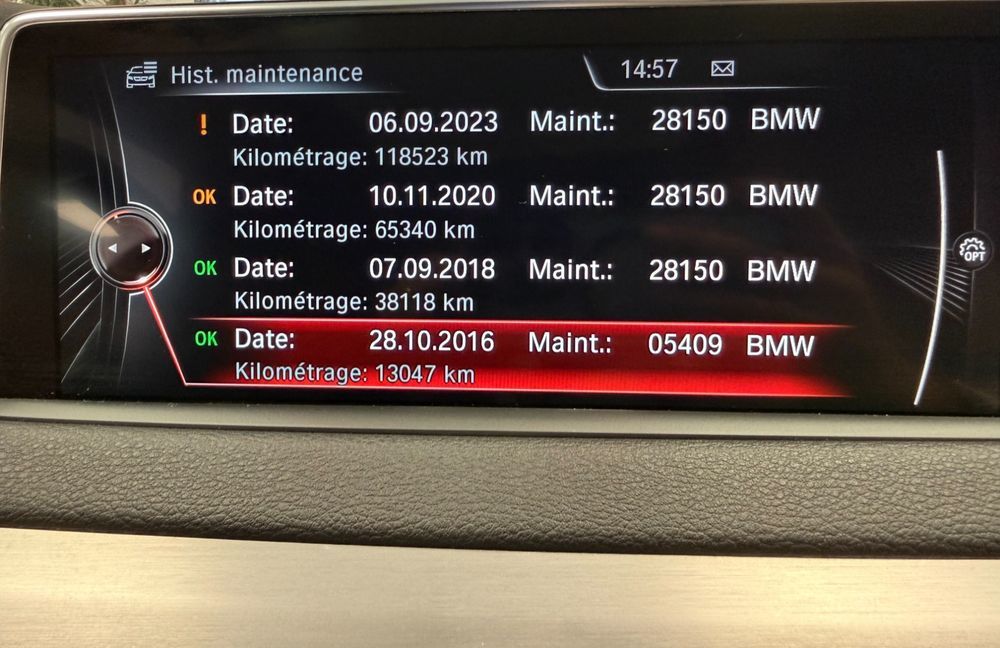 Hist. maintenance 14:57
! Date: 06.09.2023 Maint.: 28150 BMW
Kilométrage: 118523 km
OK Date: 10.11.2020 Maint.: 28150 BMW
Kilométrage: 65340 km
OK Date: 07.09.2018 Maint.: 28150 BMW
Kilométrage: 38118 km
OK Date: 28.10.2016 Maint.: 05409 BMW
Kilométrage: 13047 km
OPT